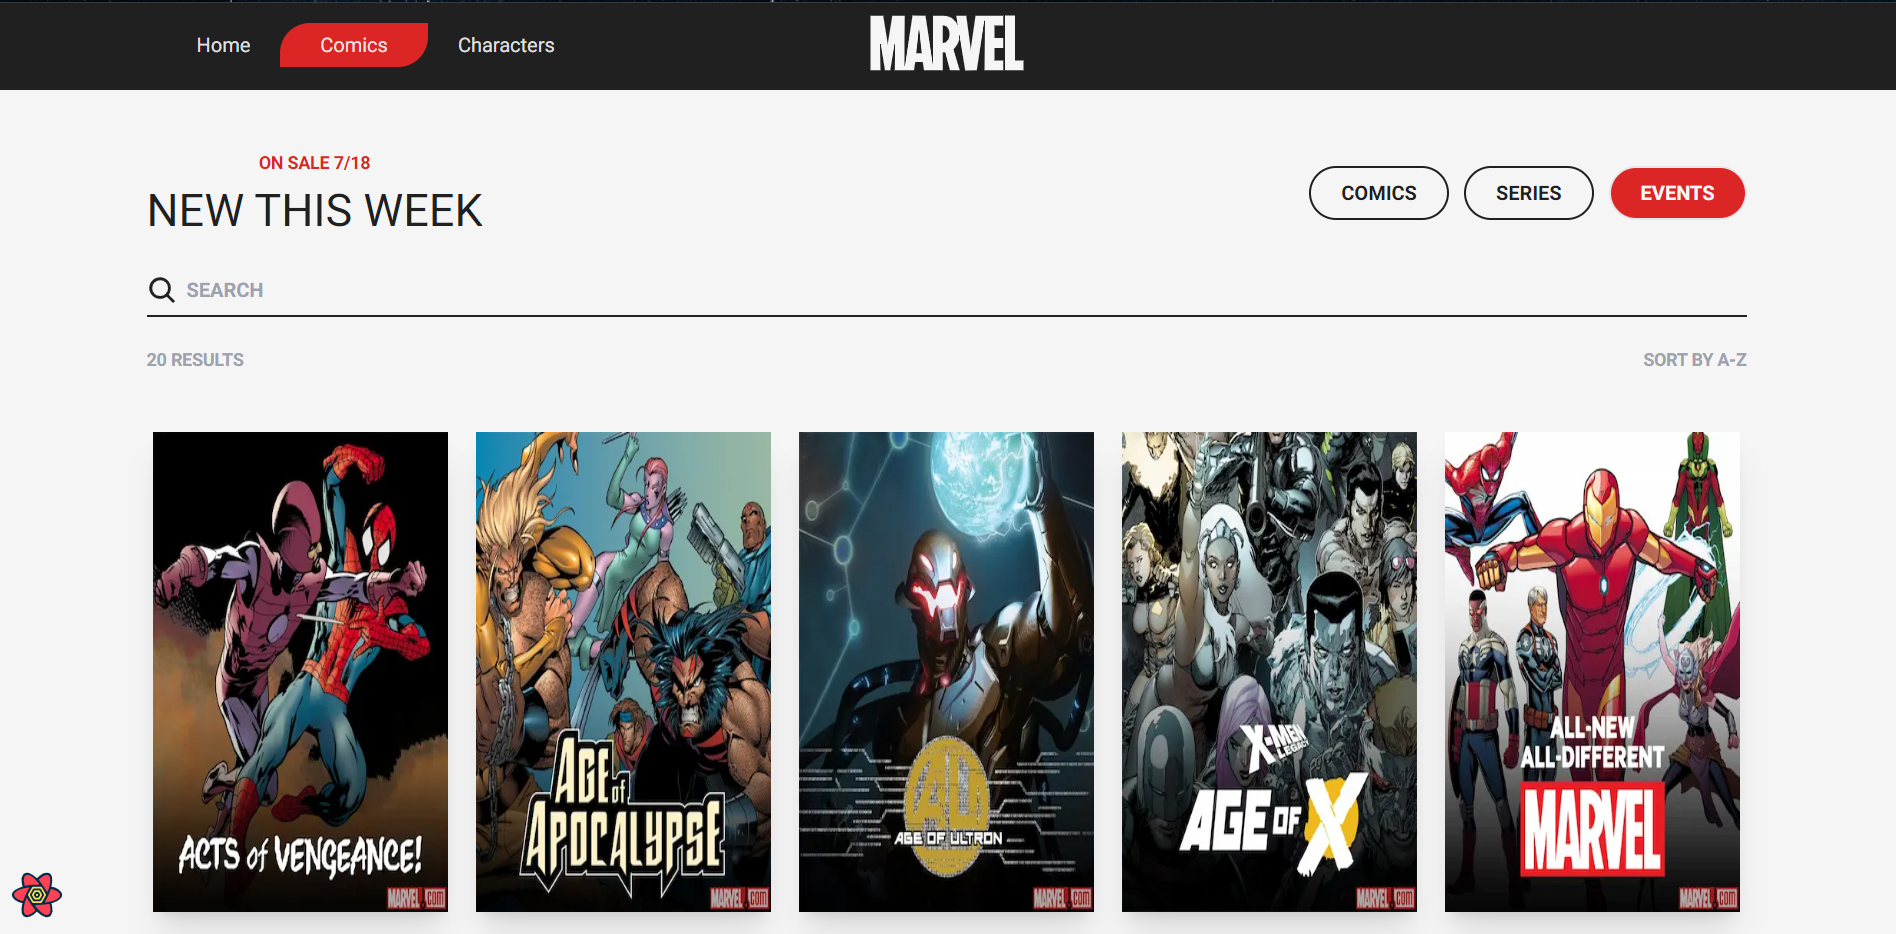 Home
Comics
Characters
MARVEL
ON SALE 7/18
NEW THIS WEEK
COMICS
SERIES
EVENTS
SEARCH
20 RESULTS
SORT BY A-Z
ACTS of VENGEANCE!
MARVEL.com
AGE of
APOCALYPSE
MARVEL.com
AU
AGE OF ULTRON
MARVEL.com
X-MEN
LEGACY
AGE OF X
MARVEL.com
ALL-NEW
ALL-DIFFERENT
MARVEL
MARVEL.com